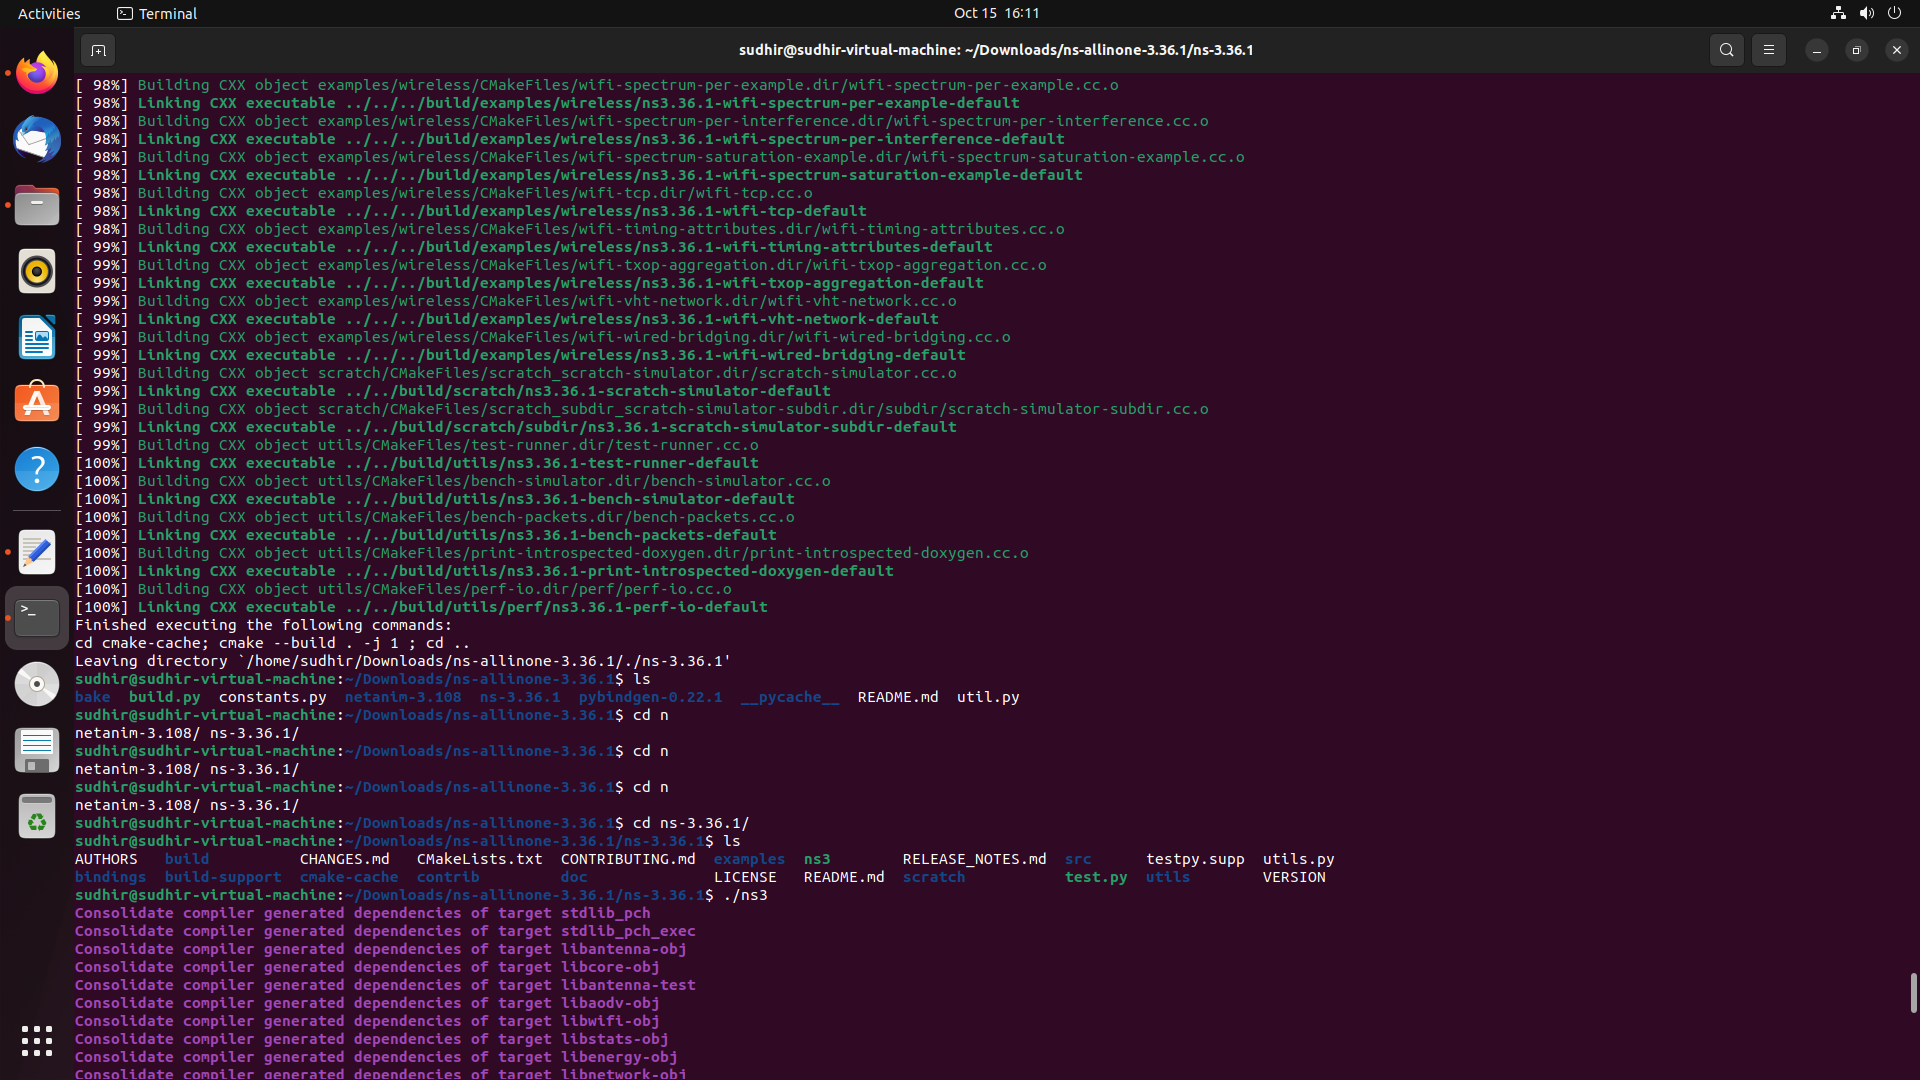 Activities
Terminal
Oct 15 16:11
sudhir@sudhir-virtual-machine: ~/Downloads/ns-allinone-3.36.1/ns-3.36.1
[ 98%] Building CXX object examples/wireless/CMakeFiles/wifi-spectrum-per-example.dir/wifi-spectrum-per-example.cc.o
[ 98%] Linking CXX executable ../../../build/examples/wireless/ns3.36.1-wifi-spectrum-per-example-default
[ 98%] Building CXX object examples/wireless/CMakeFiles/wifi-spectrum-per-interference.dir/wifi-spectrum-per-interference.cc.o
[ 98%] Linking CXX executable ../../../build/examples/wireless/ns3.36.1-wifi-spectrum-per-interference-default
[ 98%] Building CXX object examples/wireless/CMakeFiles/wifi-spectrum-saturation-example.dir/wifi-spectrum-saturation-example.cc.o
[ 98%] Linking CXX executable ../../../build/examples/wireless/ns3.36.1-wifi-spectrum-saturation-example-default
[ 98%] Building CXX object examples/wireless/CMakeFiles/wifi-tcp.dir/wifi-tcp.cc.o
[ 98%] Linking CXX executable ../../../build/examples/wireless/ns3.36.1-wifi-tcp-default
[ 98%] Building CXX object examples/wireless/CMakeFiles/wifi-timing-attributes.dir/wifi-timing-attributes.cc.o
[ 99%] Linking CXX executable ../../../build/examples/wireless/ns3.36.1-wifi-timing-attributes-default
[ 99%] Building CXX object examples/wireless/CMakeFiles/wifi-txop-aggregation.dir/wifi-txop-aggregation.cc.o
[ 99%] Linking CXX executable ../../../build/examples/wireless/ns3.36.1-wifi-txop-aggregation-default
[ 99%] Building CXX object examples/wireless/CMakeFiles/wifi-vht-network.dir/wifi-vht-network.cc.o
[ 99%] Linking CXX executable ../../../build/examples/wireless/ns3.36.1-wifi-vht-network-default
[ 99%] Building CXX object examples/wireless/CMakeFiles/wifi-wired-bridging.dir/wifi-wired-bridging.cc.o
[ 99%] Linking CXX executable ../../../build/examples/wireless/ns3.36.1-wifi-wired-bridging-default
[ 99%] Building CXX object scratch/CMakeFiles/scratch_scratch-simulator.dir/scratch-simulator.cc.o
[ 99%] Linking CXX executable ../../build/scratch/ns3.36.1-scratch-simulator-default
[ 99%] Building CXX object scratch/CMakeFiles/scratch_subdir_scratch-simulator-subdir.dir/subdir/scratch-simulator-subdir.cc.o
[ 99%] Linking CXX executable ../../build/scratch/subdir/ns3.36.1-scratch-simulator-subdir-default
[ 99%] Building CXX object utils/CMakeFiles/test-runner.dir/test-runner.cc.o
[100%] Linking CXX executable ../../build/utils/ns3.36.1-test-runner-default
[100%] Building CXX object utils/CMakeFiles/bench-simulator.dir/bench-simulator.cc.o
[100%] Linking CXX executable ../../build/utils/ns3.36.1-bench-simulator-default
[100%] Building CXX object utils/CMakeFiles/bench-packets.dir/bench-packets.cc.o
[100%] Linking CXX executable ../../build/utils/ns3.36.1-bench-packets-default
[100%] Building CXX object utils/CMakeFiles/print-introspected-doxygen.dir/print-introspected-doxygen.cc.o
[100%] Linking CXX executable ../../build/utils/ns3.36.1-print-introspected-doxygen-default
[100%] Building CXX object utils/CMakeFiles/perf-io.dir/perf/perf-io.cc.o
[100%] Linking CXX executable ../../build/utils/perf/ns3.36.1-perf-io-default
Finished executing the following commands:
cd cmake-cache; cmake --build . -j 1 ; cd ..
Leaving directory `/home/sudhir/Downloads/ns-allinone-3.36.1/./ns-3.36.1'
sudhir@sudhir-virtual-machine:~/Downloads/ns-allinone-3.36.1$ ls
bake  build.py  constants.py  netanim-3.108  ns-3.36.1  pybindgen-0.22.1  __pycache__  README.md  util.py
sudhir@sudhir-virtual-machine:~/Downloads/ns-allinone-3.36.1$ cd n
netanim-3.108/ ns-3.36.1/
sudhir@sudhir-virtual-machine:~/Downloads/ns-allinone-3.36.1$ cd n
netanim-3.108/ ns-3.36.1/
sudhir@sudhir-virtual-machine:~/Downloads/ns-allinone-3.36.1$ cd n
netanim-3.108/ ns-3.36.1/
sudhir@sudhir-virtual-machine:~/Downloads/ns-allinone-3.36.1$ cd ns-3.36.1/
sudhir@sudhir-virtual-machine:~/Downloads/ns-allinone-3.36.1/ns-3.36.1$ ls
AUTHORS   build          CHANGES.md   CMakeLists.txt  CONTRIBUTING.md  examples  ns3        RELEASE_NOTES.md  src      testpy.supp  utils.py
bindings  build-support  cmake-cache  contrib         doc              LICENSE   README.md  scratch           test.py  utils        VERSION
sudhir@sudhir-virtual-machine:~/Downloads/ns-allinone-3.36.1/ns-3.36.1$ ./ns3
Consolidate compiler generated dependencies of target stdlib_pch
Consolidate compiler generated dependencies of target stdlib_pch_exec
Consolidate compiler generated dependencies of target libantenna-obj
Consolidate compiler generated dependencies of target libcore-obj
Consolidate compiler generated dependencies of target libantenna-test
Consolidate compiler generated dependencies of target libaodv-obj
Consolidate compiler generated dependencies of target libwifi-obj
Consolidate compiler generated dependencies of target libstats-obj
Consolidate compiler generated dependencies of target libenergy-obj
Consolidate compiler generated dependencies of target libnetwork-obj